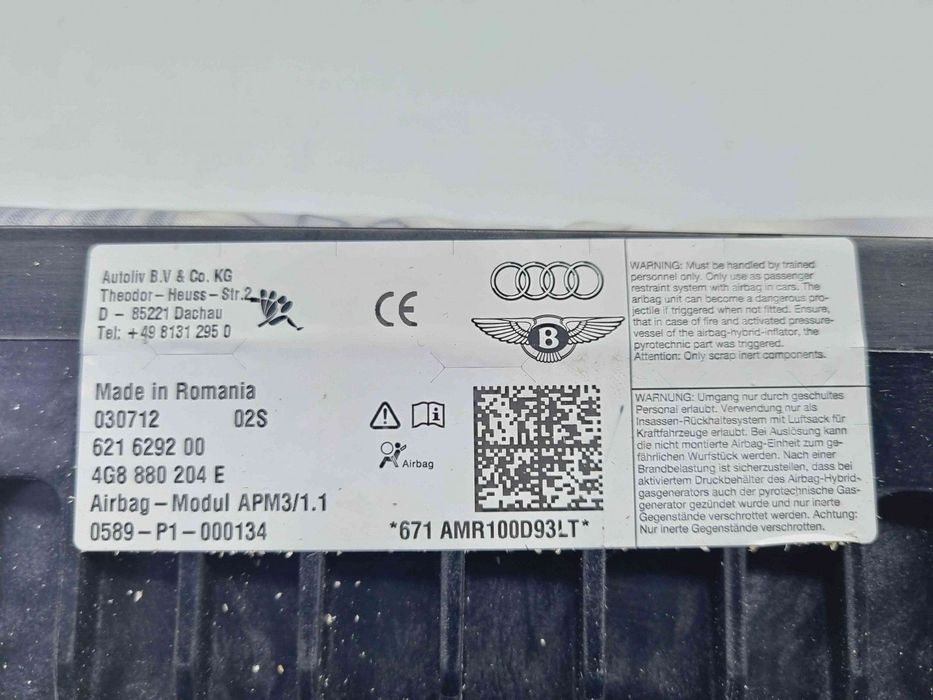 Autoliv B.V & Co. KG
Theodor-Heuss-Str.2
D - 85221 Dachau
Tel: +49 8131 295 0
CE
B
Made in Romania
030712 02S
621 6292 00
4G8 880 204 E
Airbag-Modul APM3/1.1
0589-P1-000134
Airbag
*671 AMR100D93LT*
WARNING: Must be handled by trained
personnel only. Only use as passenger
restraint system with airbag in cars. The
airbag unit can become a dangerous pro-
jectile if triggered when not fitted. Ensure,
that in case of fire and activated pressure-
vessel of the airbag-hybrid-inflator, the
pyrotechnic part was triggered.
Attention: Only scrap inert components.
WARNUNG: Umgang nur durch geschultes
Personal erlaubt. Verwendung nur als
Insassen-Rückhaltesystem mit Luftsack für
Kraftfahrzeuge erlaubt. Bei Auslösung kann
die nicht montierte Airbag-Einheit zum ge-
fährlichen Wurfstück werden. Nach einer
Brandbelastung ist sicherzustellen, dass bei
aktiviertem Druckbehälter des Airbag-Hybrid-
gasgenerators auch der pyrotechnische Gas-
generator gezündet wurde und nur inerte
Gegenstände verschrottet werden. Achtung:
Nur inerte Gegenstände verschrotten.